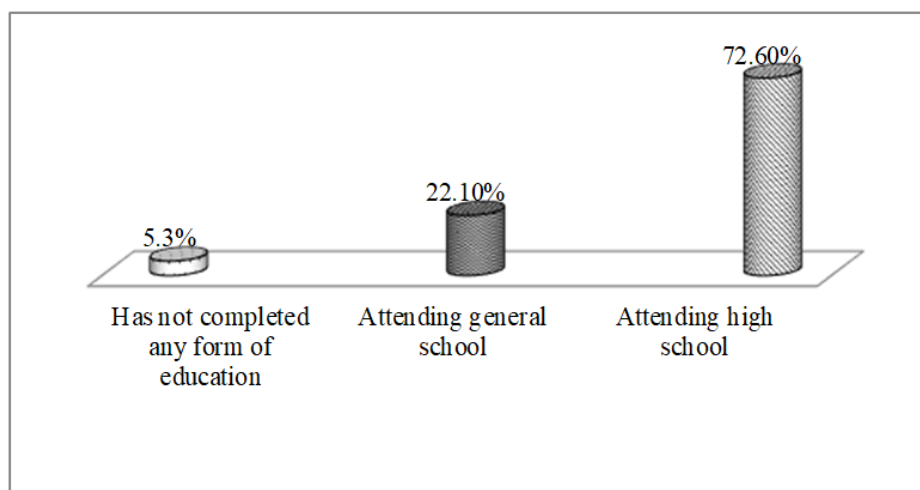 72.60%
22.10%
5.3%
Has not completed
any form of
education
Attending general
school
Attending high
school